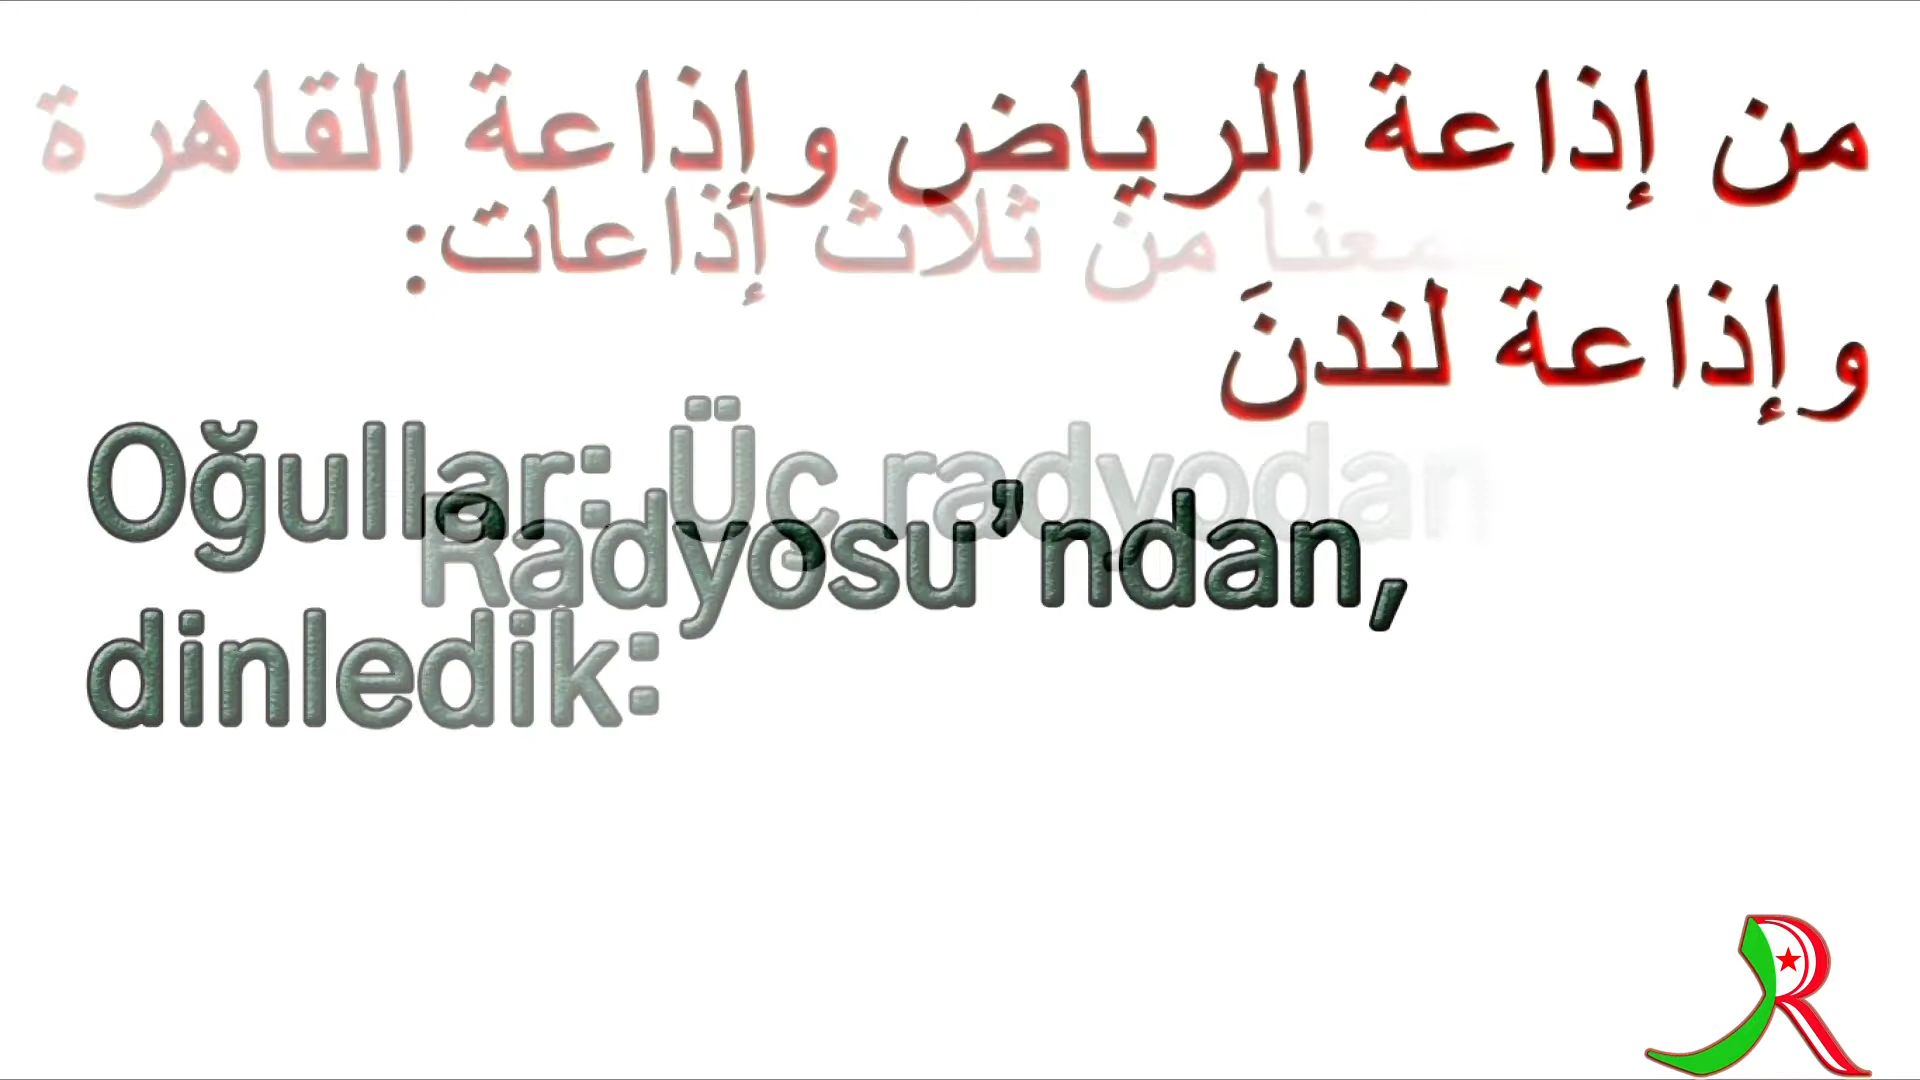 من إذاعة الرياض وإذاعة القاهرة
من ثلاث إذاعات:
وإذاعة لندنَ
Oğullar: Üç radyodan
Radyosu’ndan,
dinledik: